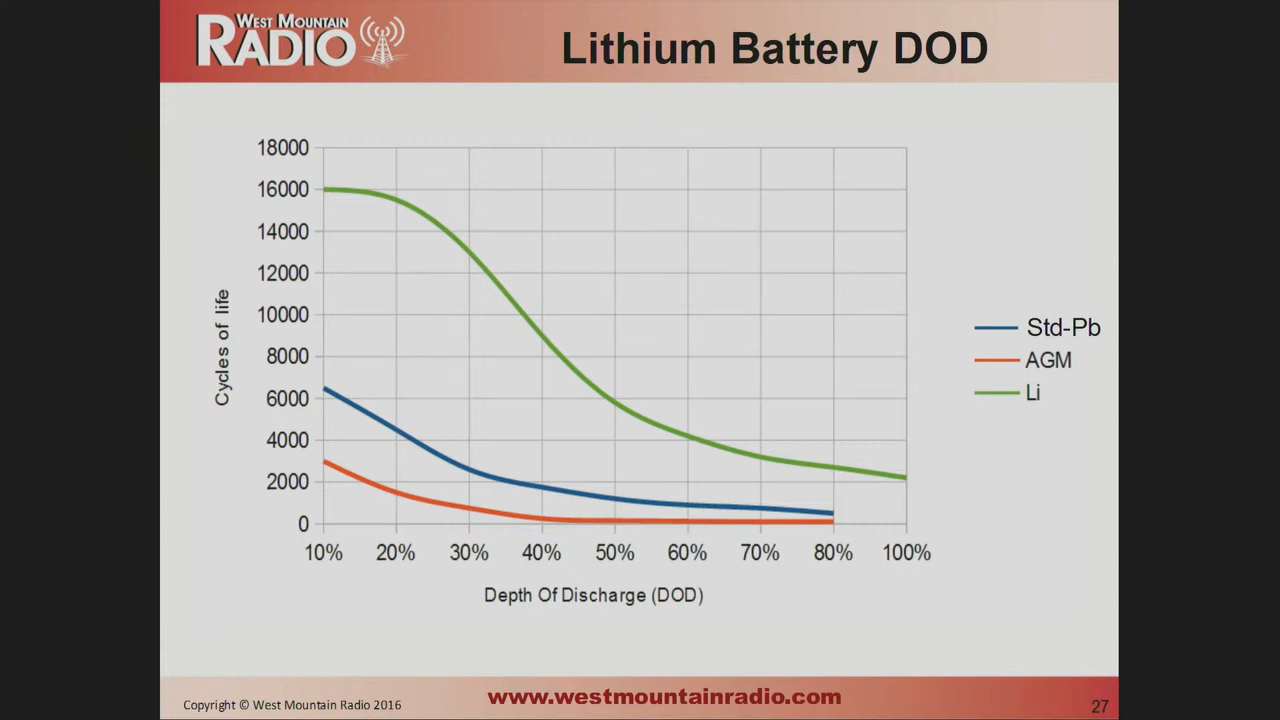 West Mountain
Radio
Lithium Battery DOD
18000
16000
14000
12000
10000
8000
6000
4000
2000
0
Cycles of life
10% 20% 30% 40% 50% 60% 70% 80% 100%
Depth Of Discharge (DOD)
Std-Pb
AGM
Li
Copyright © West Mountain Radio 2016
www.westmountainradio.com
27